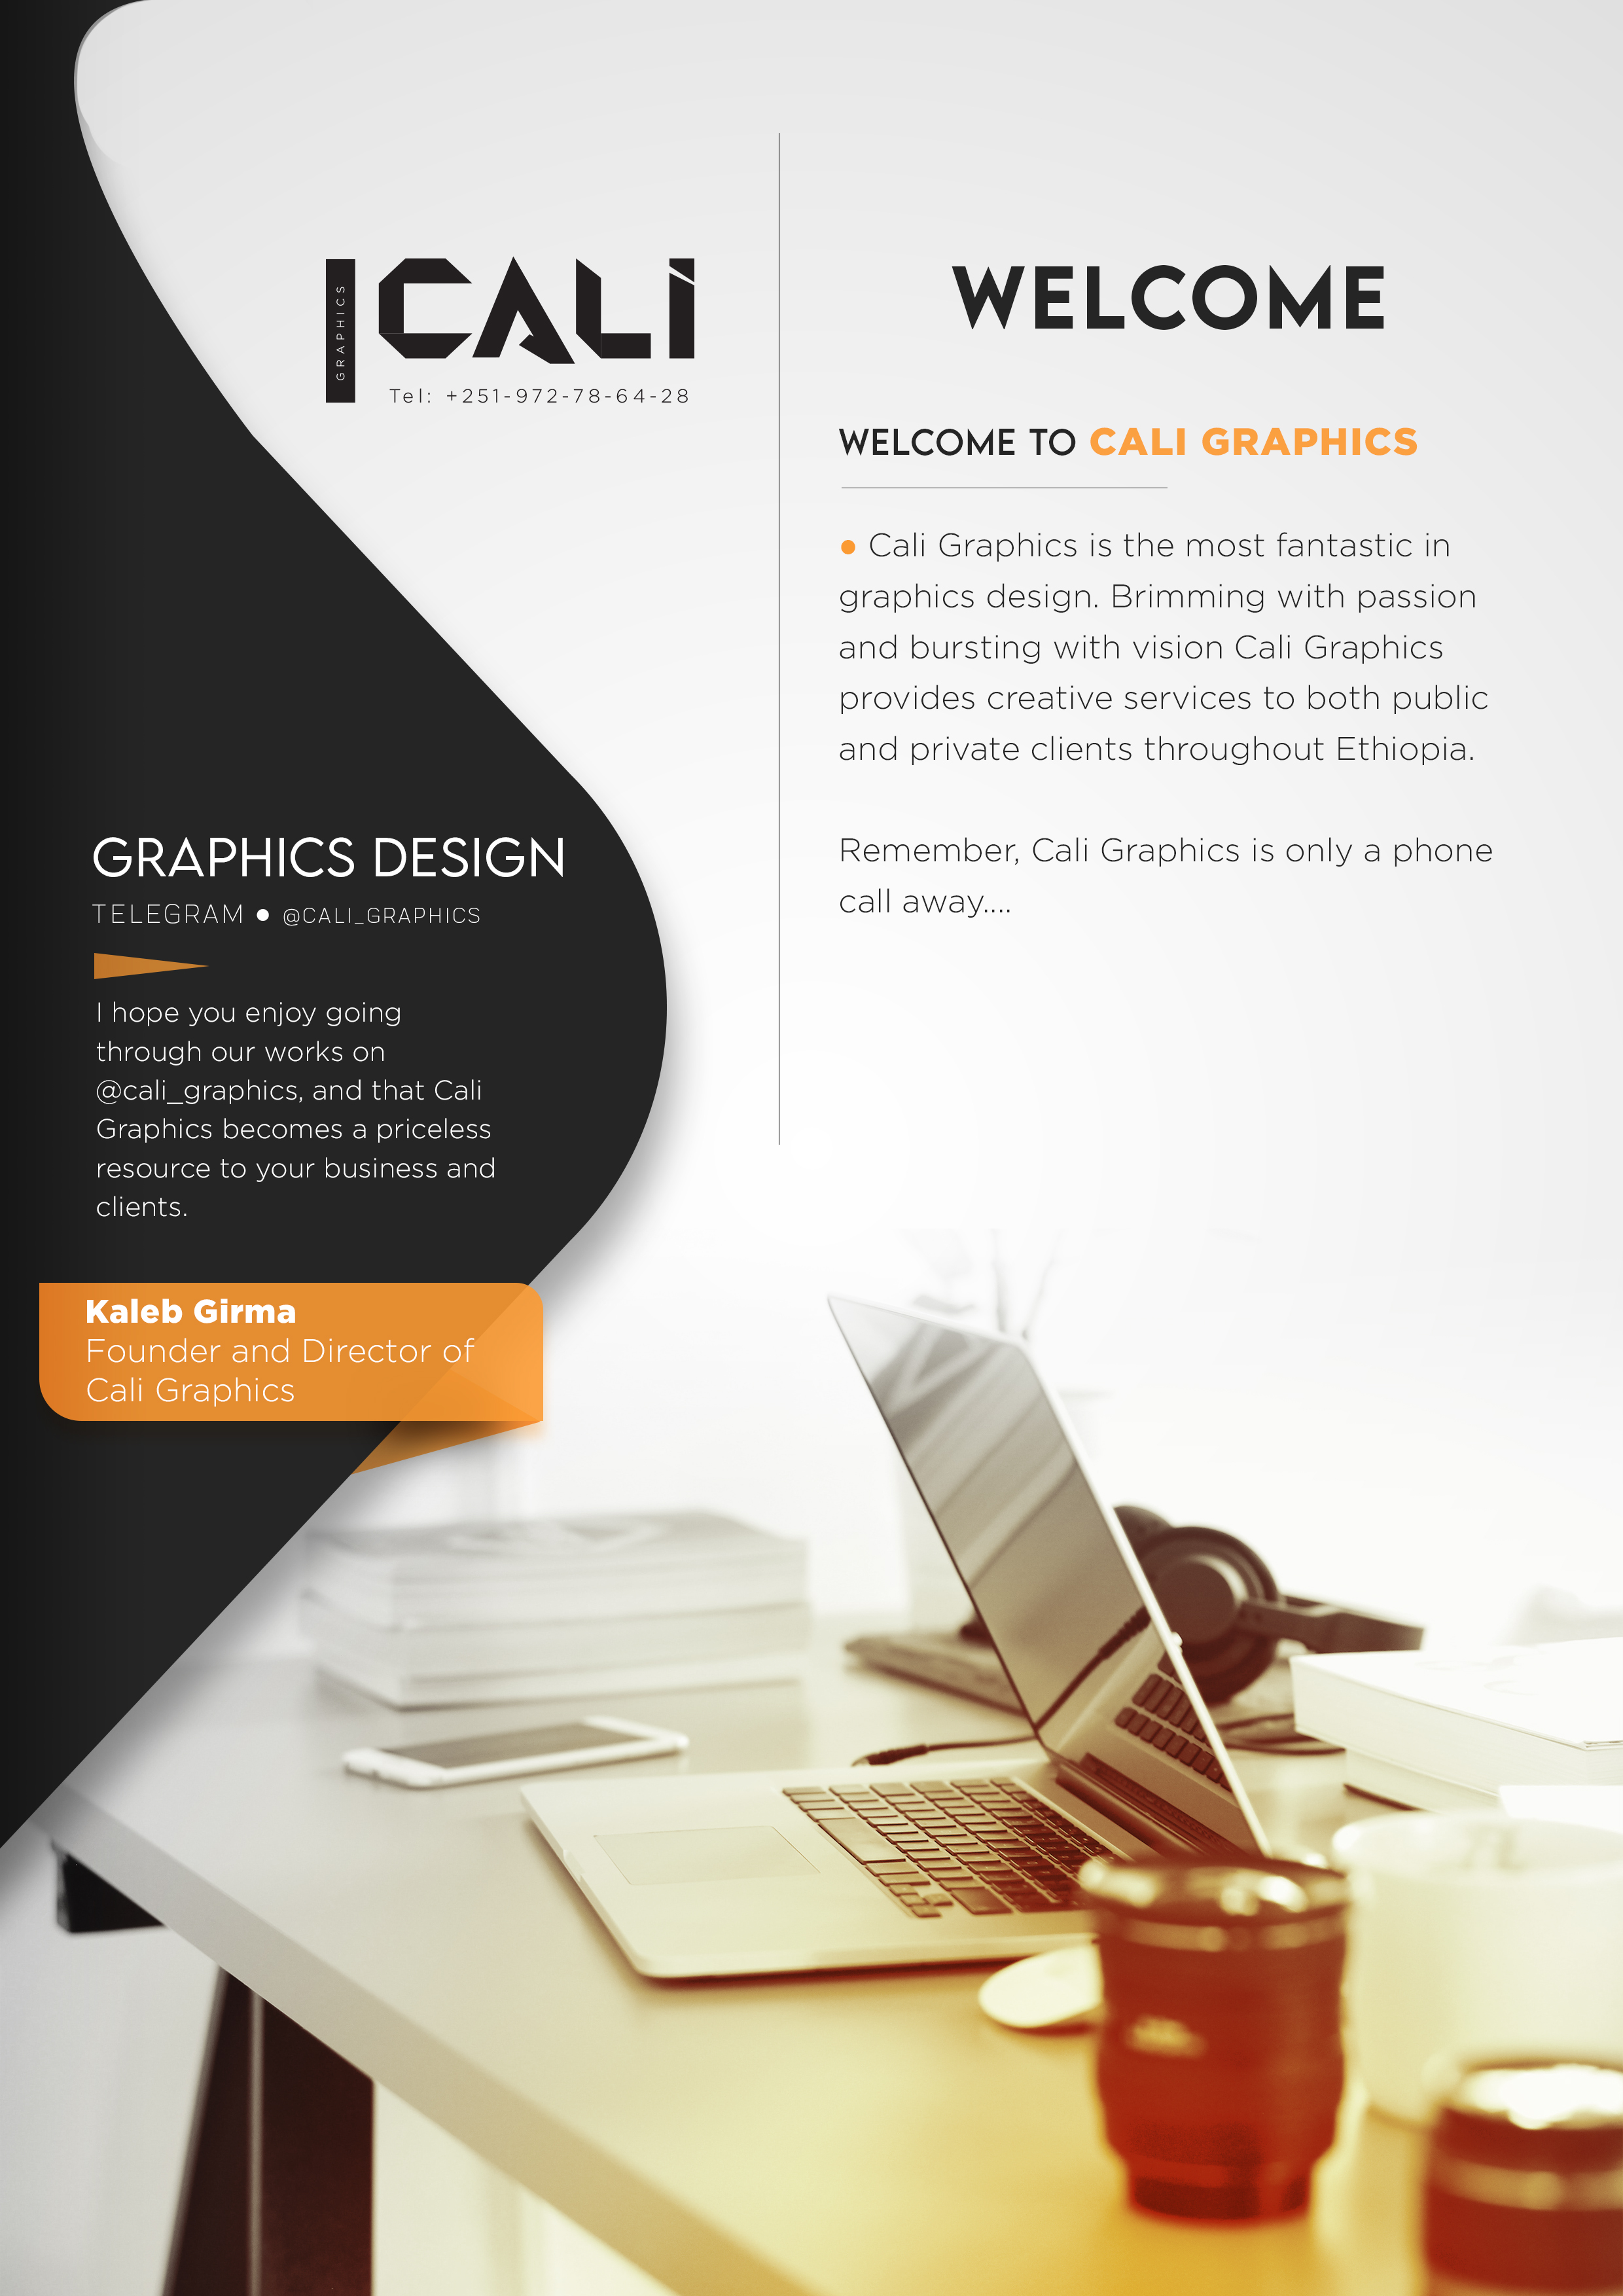 GRAPHICS
CALI
Tel: +251-972-78-64-28
WELCOME
WELCOME TO CALI GRAPHICS
• Cali Graphics is the most fantastic in
graphics design. Brimming with passion
and bursting with vision Cali Graphics
provides creative services to both public
and private clients throughout Ethiopia.
Remember, Cali Graphics is only a phone
call away....
GRAPHICS DESIGN
TELEGRAM • @CALI_GRAPHICS
I hope you enjoy going
through our works on
@cali_graphics, and that Cali
Graphics becomes a priceless
resource to your business and
clients.
Kaleb Girma
Founder and Director of
Cali Graphics